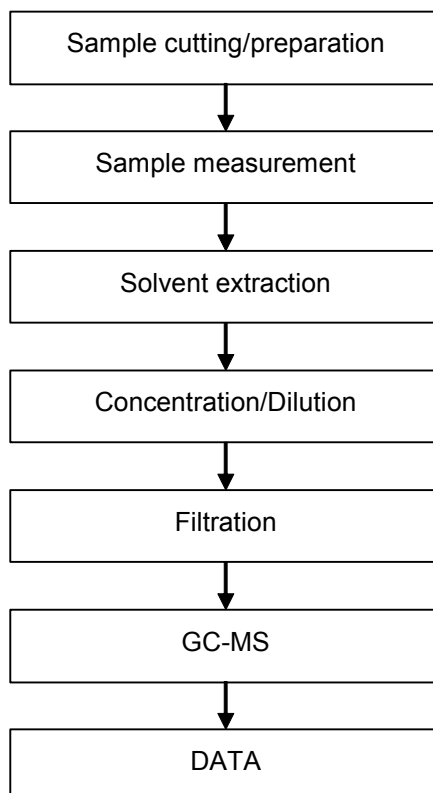 Sample cutting/preparation
Sample measurement
Solvent extraction
Concentration/Dilution
Filtration
GC-MS
DATA